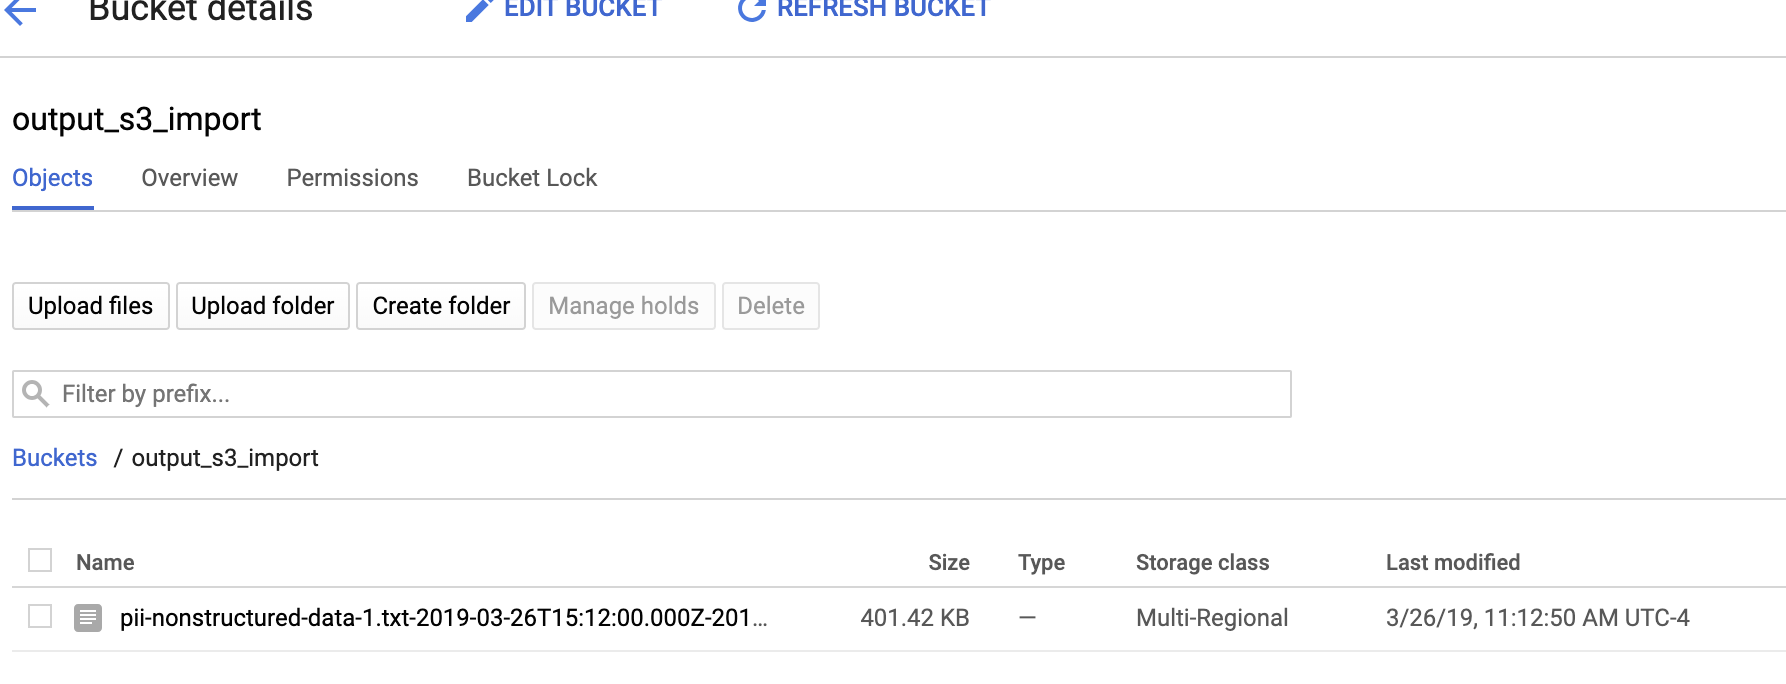 Bucket details EDIT BUCKET REFRESH BUCKET
output_s3_import
Objects Overview Permissions Bucket Lock
Upload files Upload folder Create folder Manage holds Delete
Filter by prefix...
Buckets / output_s3_import
Name Size Type Storage class Last modified
pii-nonstructured-data-1.txt-2019-03-26T15:12:00.000Z-201... 401.42 KB — Multi-Regional 3/26/19, 11:12:50 AM UTC-4